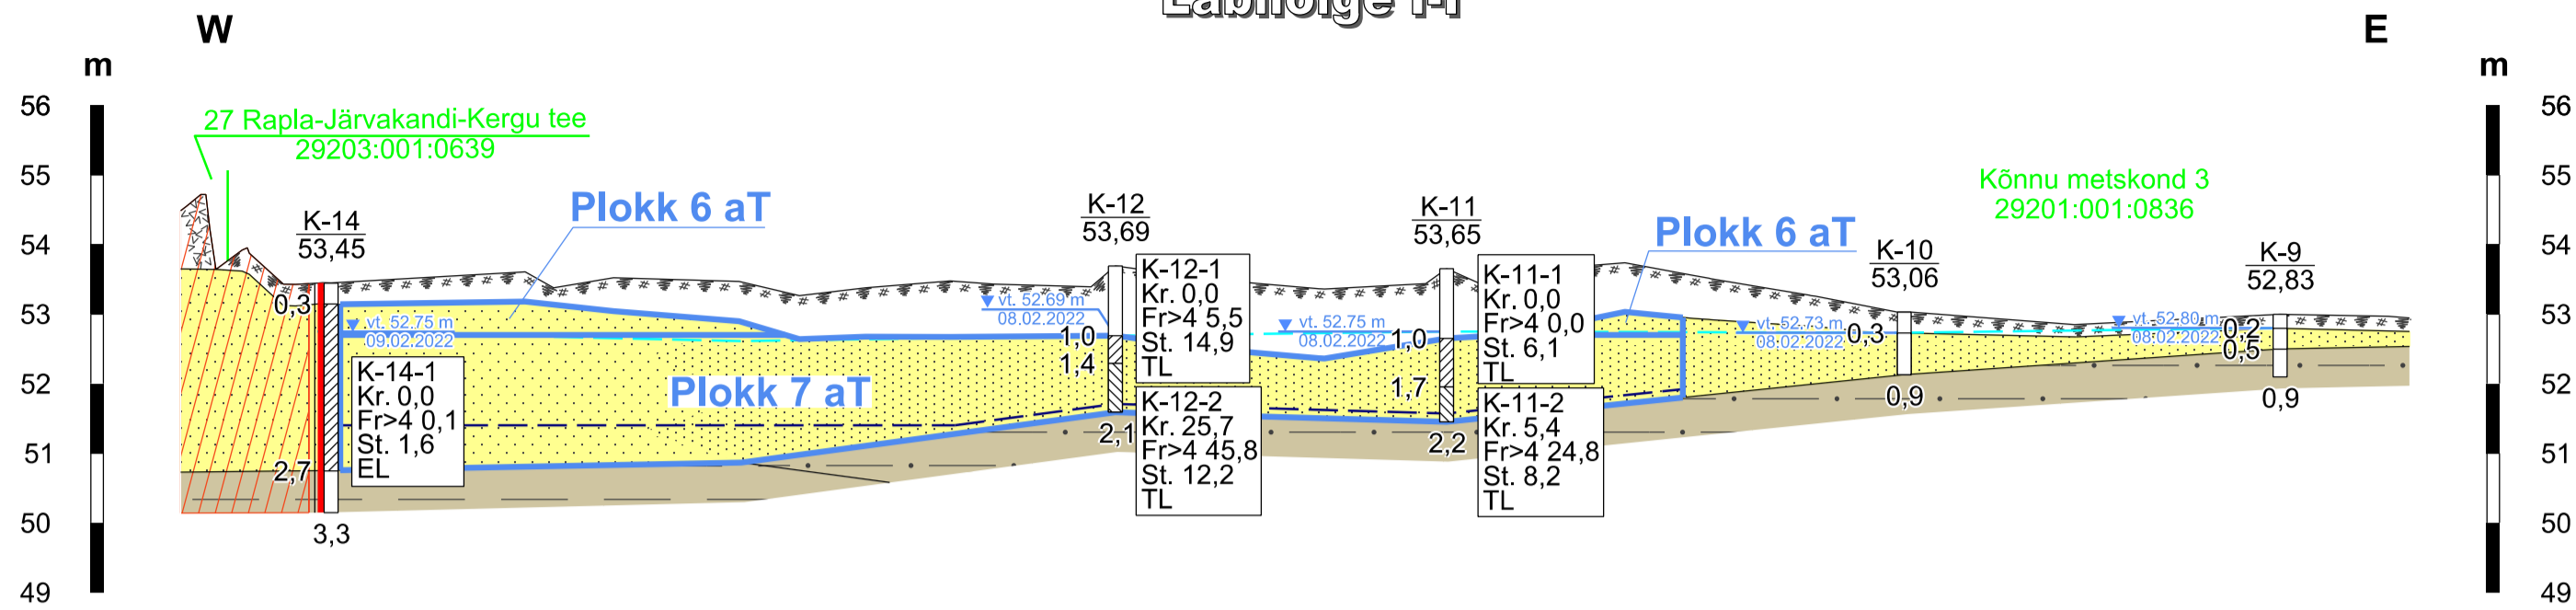 Läbilõige I-I
W
E
m
m
56
55
54
53
52
51
50
49
56
55
54
53
52
51
50
49
27 Rapla-Järvakandi-Kergu tee
29203:001:0639
Kõnnu metskond 3
29201:001:0836
Plokk 6 aT
Plokk 6 aT
Plokk 7 aT
K-14
53,45
0,3
2,7
3,3
vt. 52.75 m
09.02.2022
K-14-1
Kr. 0,0
Fr>4 0,1
St. 1,6
EL
K-12
53,69
vt. 52.69 m
08.02.2022
1,0
1,4
2,1
K-12-1
Kr. 0,0
Fr>4 5,5
St. 14,9
TL
K-12-2
Kr. 25,7
Fr>4 45,8
St. 12,2
TL
K-11
53,65
vt. 52.75 m
08.02.2022
1,0
1,7
2,2
K-11-1
Kr. 0,0
Fr>4 0,0
St. 6,1
TL
K-11-2
Kr. 5,4
Fr>4 24,8
St. 8,2
TL
K-10
53,06
vt. 52.73 m
08.02.2022
0,3
0,9
K-9
52,83
vt. 52.80 m
08.02.2022
0,2
0,5
0,9